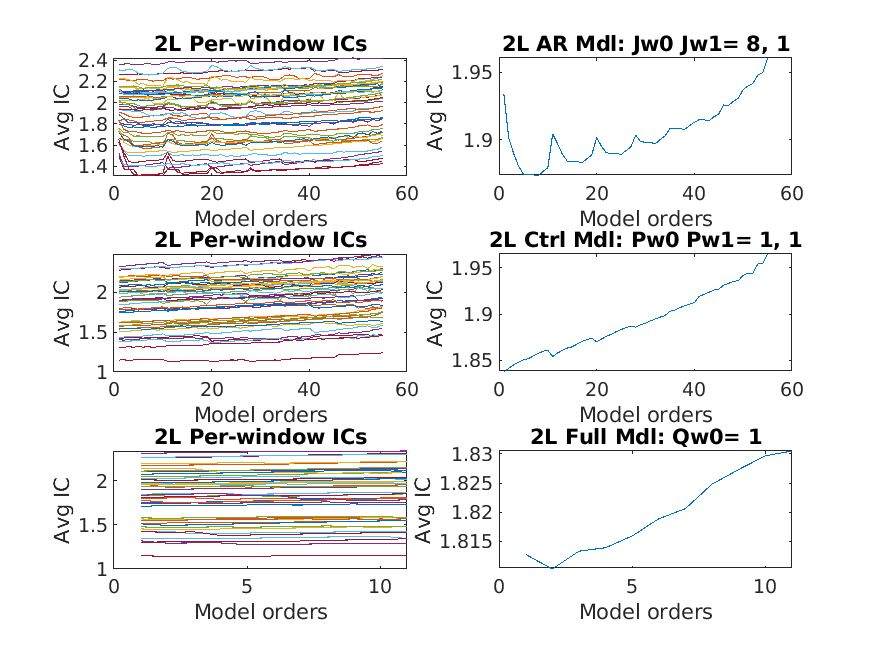 2L Per-window ICs
Avg IC
2.4
2.2
2
1.8
1.6
1.4
0 20 40 60
Model orders
2L AR Mdl: Jw0 Jw1= 8, 1
Avg IC
1.95
1.9
0 20 40 60
Model orders
2L Per-window ICs
Avg IC
2
1.5
1
0 20 40 60
Model orders
2L Ctrl Mdl: Pw0 Pw1= 1, 1
Avg IC
1.95
1.9
1.85
0 20 40 60
Model orders
2L Per-window ICs
Avg IC
2
1.5
1
0 5 10
Model orders
2L Full Mdl: Qw0= 1
Avg IC
1.83
1.825
1.82
1.815
0 5 10
Model orders